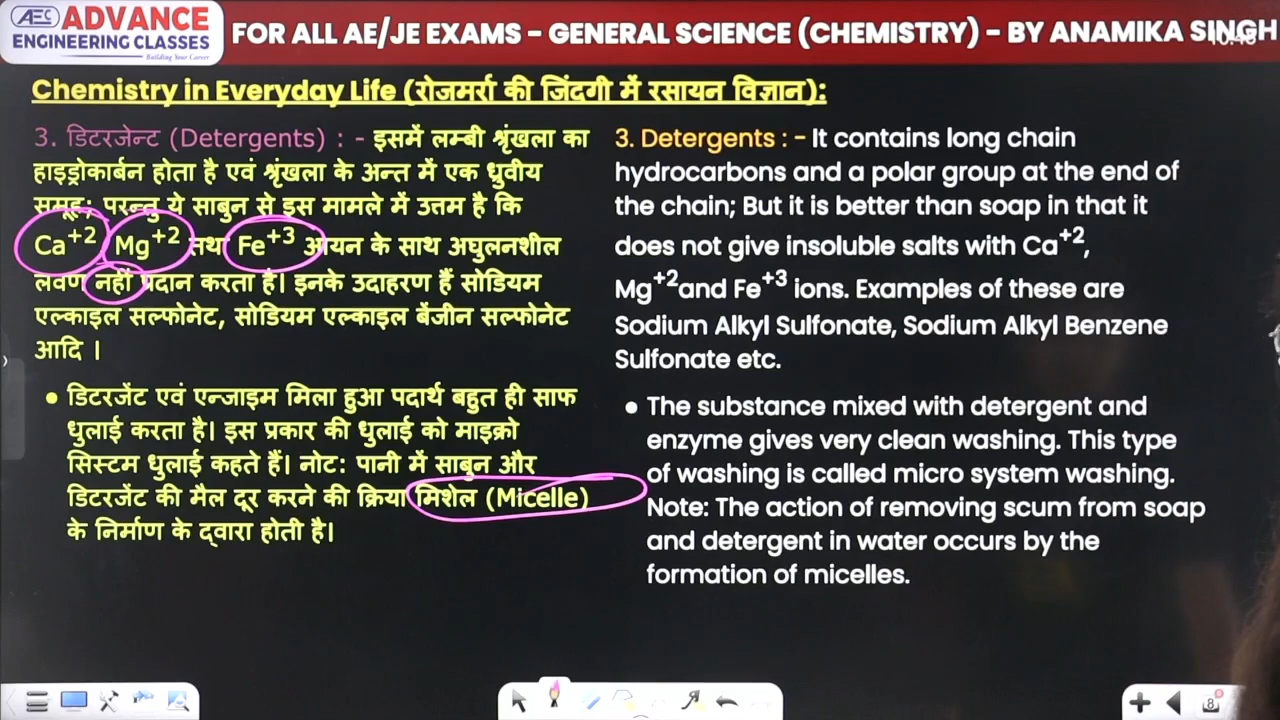 AEC ADVANCE
ENGINEERING CLASSES
Building Your Career
FOR ALL AE/JE EXAMS – GENERAL SCIENCE (CHEMISTRY) – BY ANAMIKA SINGH
Chemistry in Everyday Life (रोजमर्रा की जिंदगी में रसायन विज्ञान):
3. डिटरजेन्ट (Detergents) : - इसमें लम्बी श्रृंखला का
हाइड्रोकार्बन होता है एवं श्रृंखला के अन्त में एक ध्रुवीय
समूह; परन्तु ये साबुन से इस मामले में उत्तम है कि
Ca⁺² Mg⁺² तथ Fe⁺³ आयन के साथ अघुलनशील
लवण नहीं प्रदान करता है। इनके उदाहरण हैं सोडियम
एल्काइल सल्फोनेट, सोडियम एल्काइल बेंजीन सल्फोनेट
आदि ।
• डिटरजेंट एवं एन्जाइम मिला हुआ पदार्थ बहुत ही साफ
धुलाई करता है। इस प्रकार की धुलाई को माइक्रो
सिस्टम धुलाई कहते हैं। नोट: पानी में साबुन और
डिटरजेंट की मैल दूर करने की क्रिया मिशेल (Micelle)
के निर्माण के द्वारा होती है।
3. Detergents : - It contains long chain
hydrocarbons and a polar group at the end of
the chain; But it is better than soap in that it
does not give insoluble salts with Ca⁺²,
Mg⁺²and Fe⁺³ ions. Examples of these are
Sodium Alkyl Sulfonate, Sodium Alkyl Benzene
Sulfonate etc.
• The substance mixed with detergent and
enzyme gives very clean washing. This type
of washing is called micro system washing.
Note: The action of removing scum from soap
and detergent in water occurs by the
formation of micelles.
8